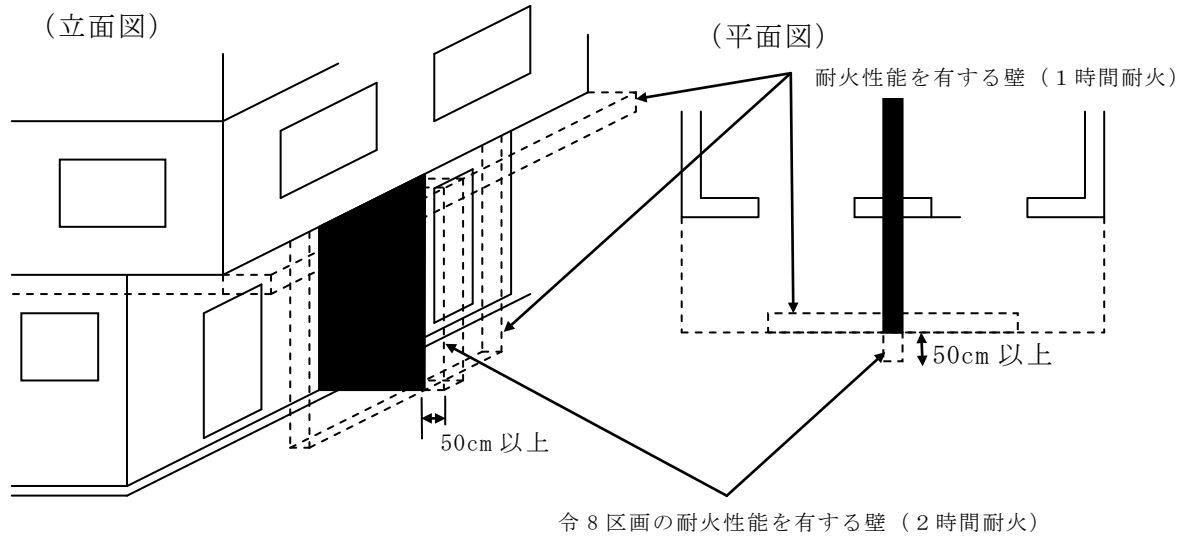 （立面図）
（平面図）
耐火性能を有する壁（１時間耐火）
50cm 以上
50cm 以上
令８区画の耐火性能を有する壁（２時間耐火）